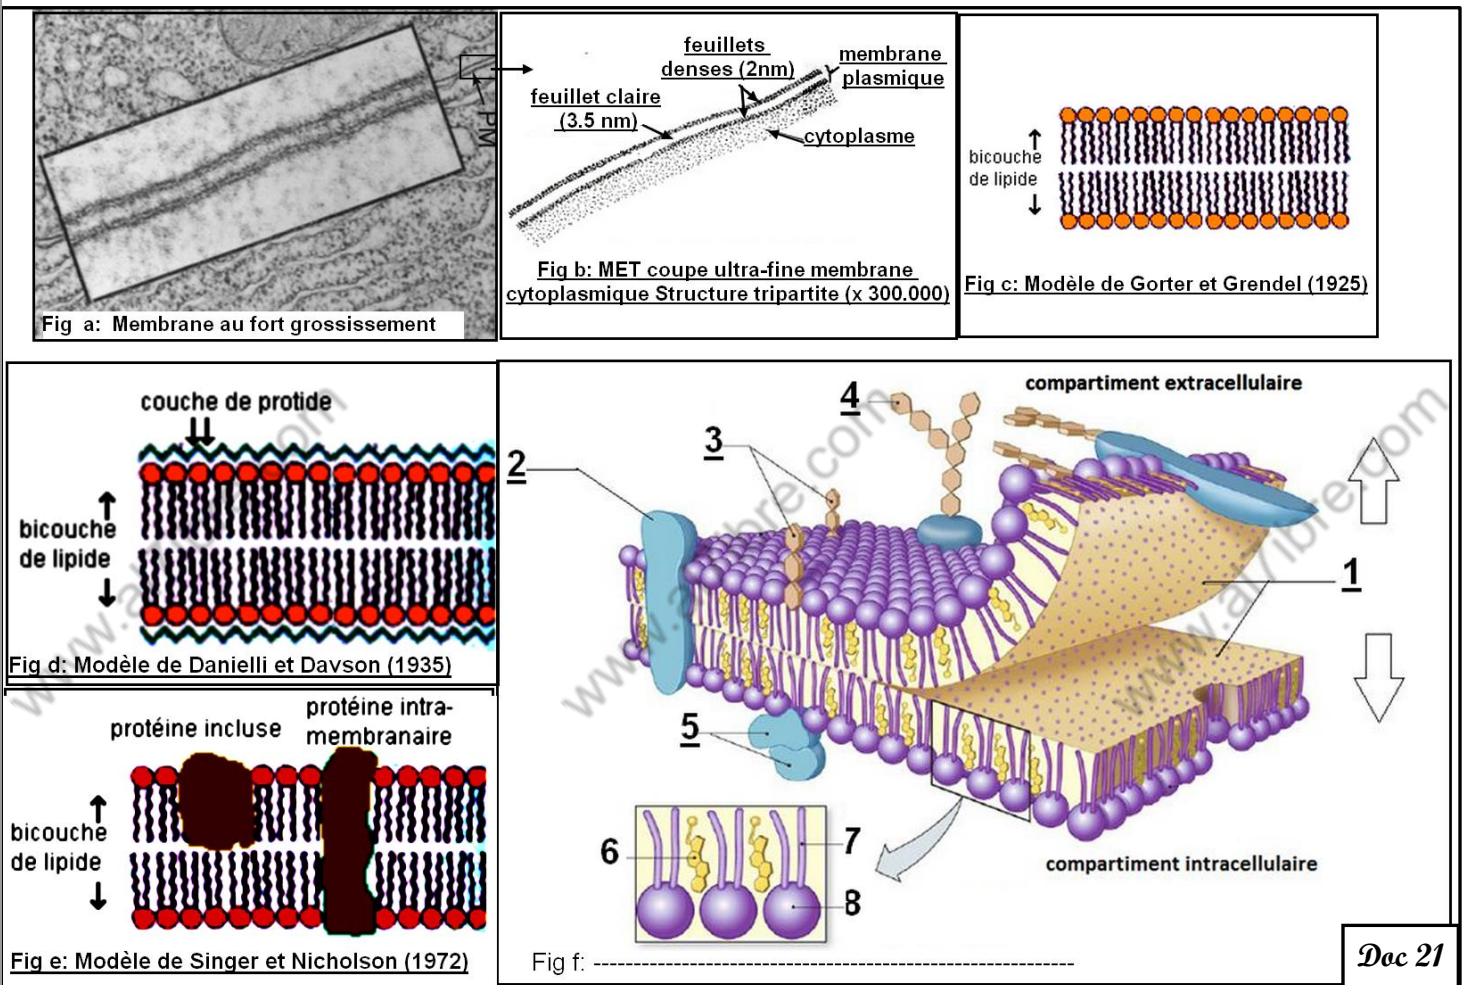 PM
Fig a: Membrane au fort grossissement
feuillets
denses (2nm)
membrane
plasmique
feuillet claire
(3.5 nm)
cytoplasme
Fig b: MET coupe ultra-fine membrane
cytoplasmique Structure tripartite (x 300.000)
bicouche
de lipide
Fig c: Modèle de Gorter et Grendel (1925)
couche de protide
bicouche
de lipide
Fig d: Modèle de Danielli et Davson (1935)
protéine incluse
protéine intra-
membranaire
bicouche
de lipide
Fig e: Modèle de Singer et Nicholson (1972)
compartiment extracellulaire
4
3
2
1
5
6
7
8
compartiment intracellulaire
Fig f: ------------------------------------------------------------
Doc 21